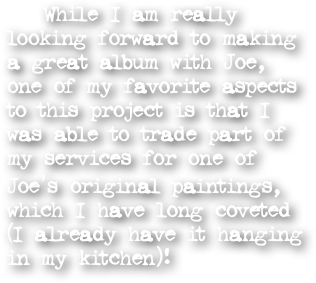 While I am really
looking forward to making
a great album with Joe,
one of my favorite aspects
to this project is that I
was able to trade part of
my services for one of
Joe's original paintings,
which I have long coveted
(I already have it hanging
in my kitchen)!